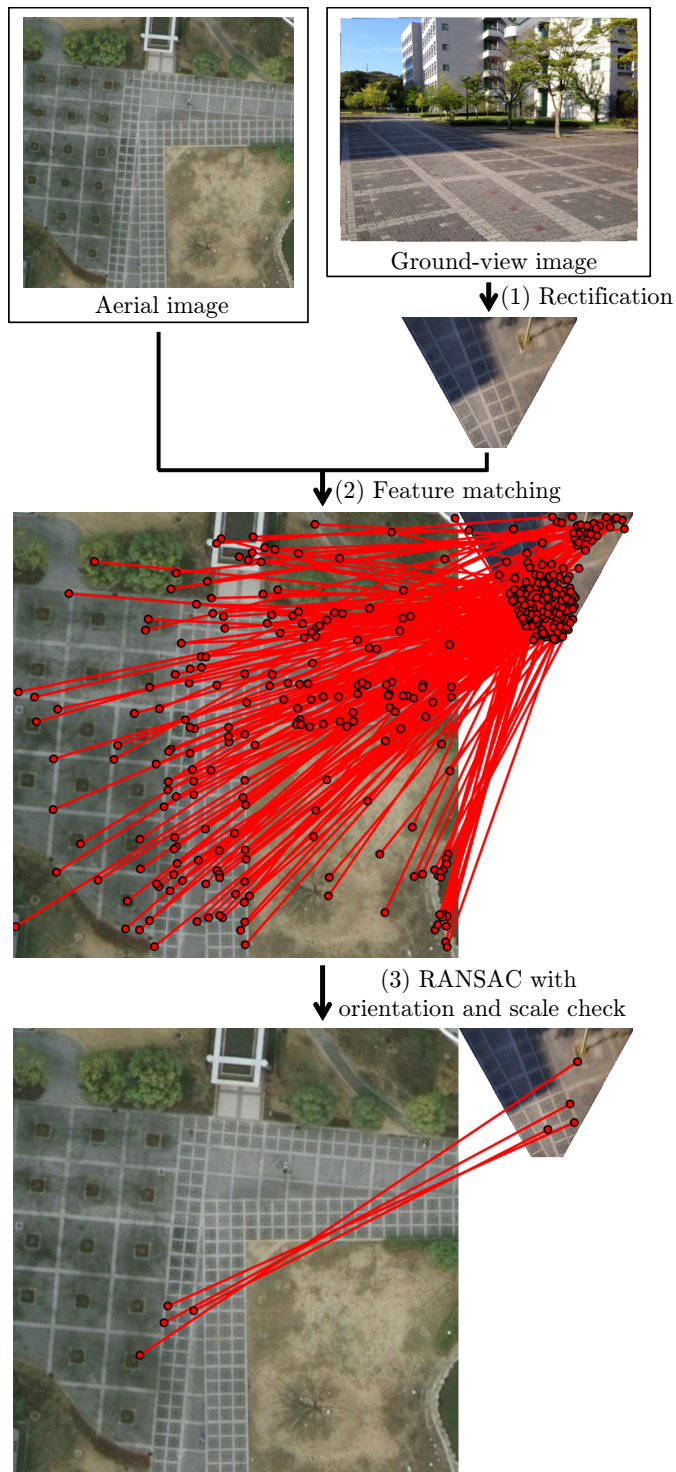 Aerial image
Ground-view image
(1) Rectification
(2) Feature matching
(3) RANSAC with
orientation and scale check